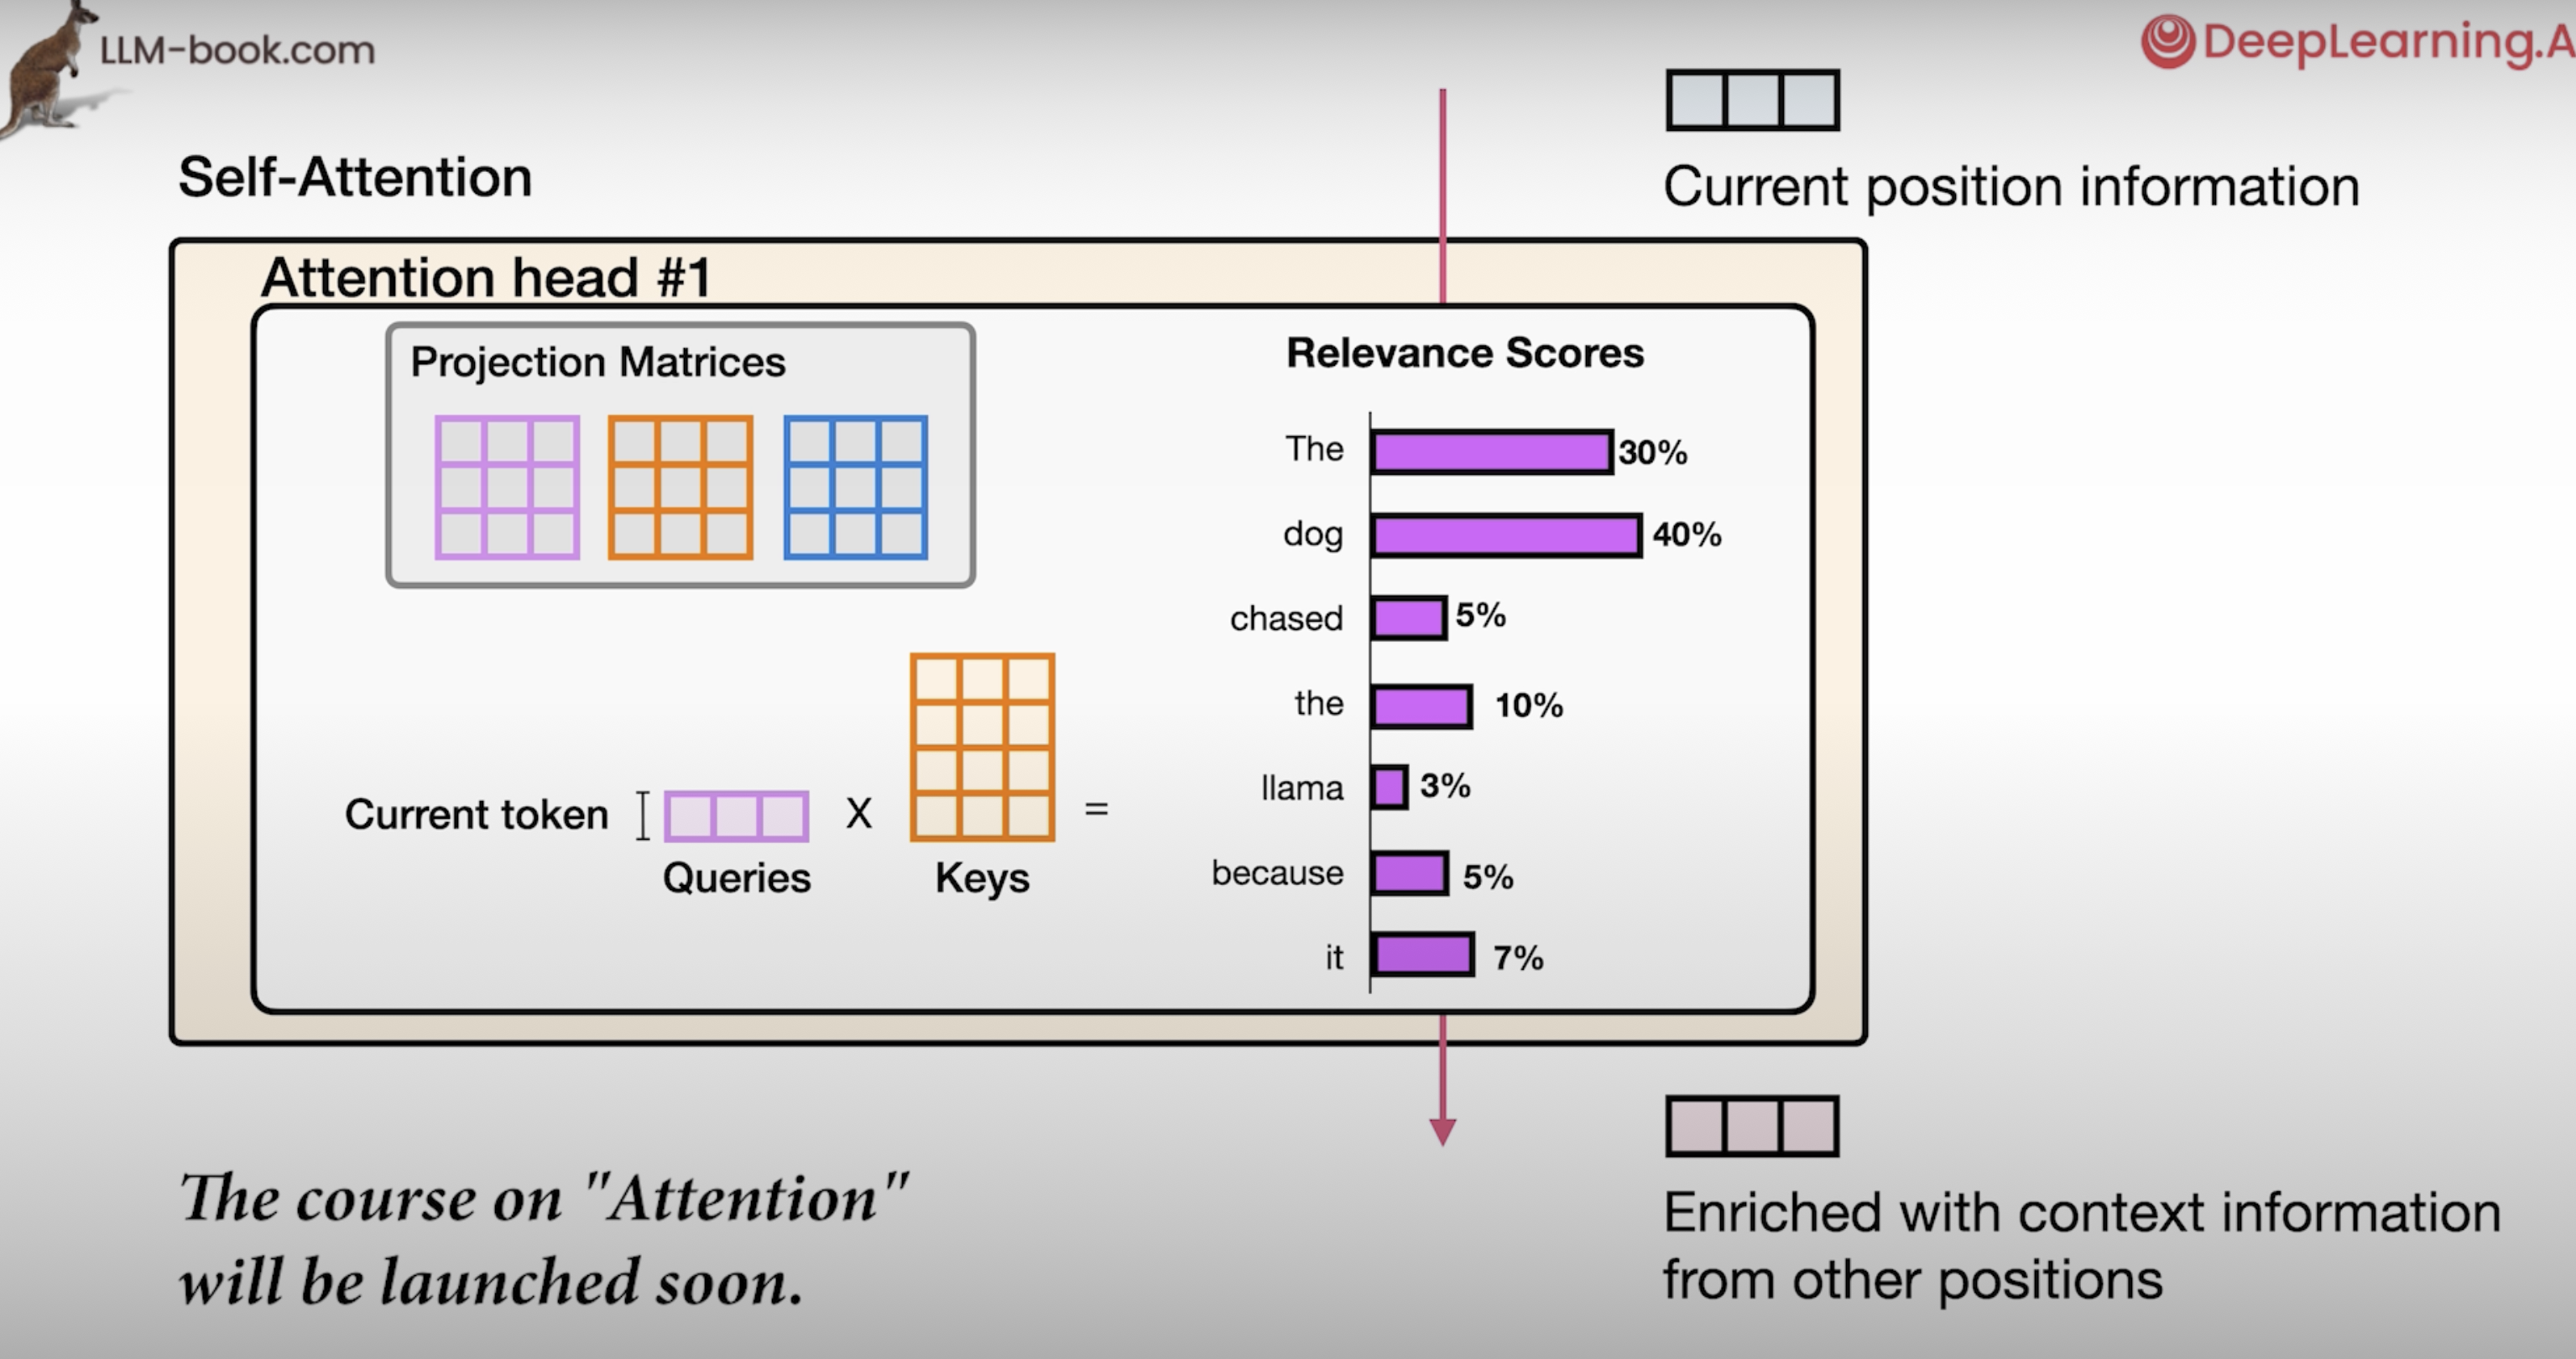 LLM-book.com
DeepLearning.A
Self-Attention
Current position information
Attention head #1
Projection Matrices
Relevance Scores
The 30%
dog 40%
chased 5%
the 10%
llama 3%
because 5%
it 7%
Current token
X
=
Queries
Keys
The course on "Attention"
will be launched soon.
Enriched with context information
from other positions